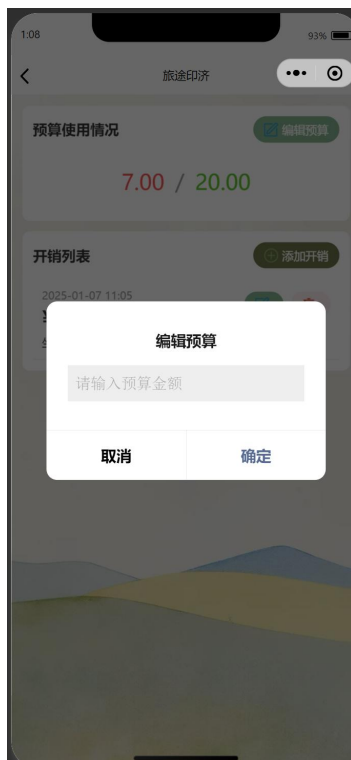 1:08
93%
旅途印济
预算使用情况
编辑预算
7.00 / 20.00
开销列表
添加开销
2025-01-07 11:05
编辑预算
请输入预算金额
取消
确定